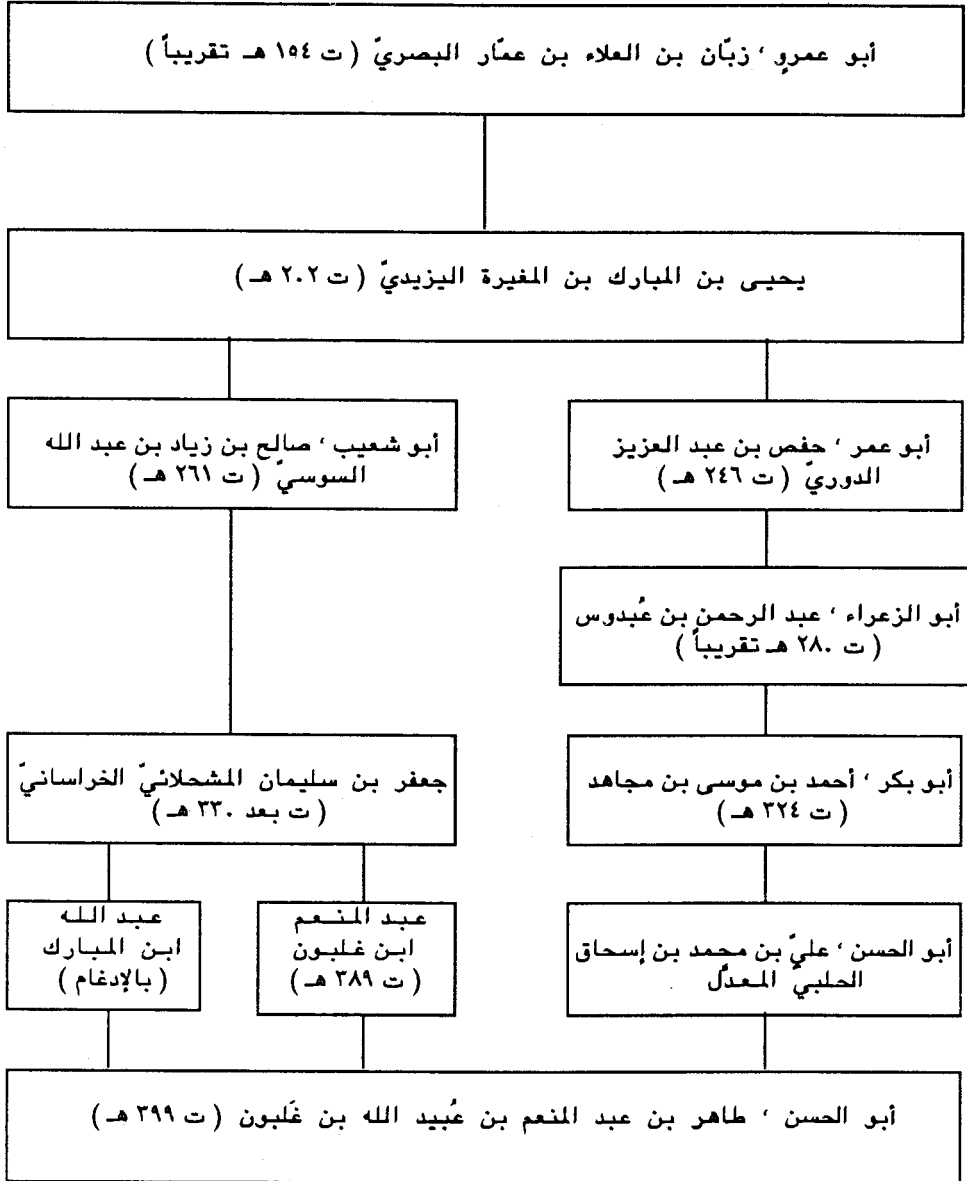 أبو عمروٍ ، زبّان بن العلاء بن عمّار البصريّ ( ت ١٥٤ هـ تقريباً )
يحيـى بن المبارك بن المغيرة اليزيديّ ( ت ٢٠٢ هـ )
أبو عمر ، حفص بن عبد العزيز
الدوريّ ( ت ٢٤٦ هـ )
أبو شعيب ، صالح بن زياد بن عبد الله
السوسيّ ( ت ٢٦١ هـ )
أبو الزعراء ، عبد الرحمن بن عُبدوس
( ت ٢٨٠ هـ تقريباً )
أبو بكر ، أحمد بن موسى بن مجاهد
( ت ٣٢٤ هـ )
جعفر بن سليمان المشحلائيّ الخراسانيّ
( ت بعد ٣٣٠ هـ )
أبو الحسن ، عليّ بن محمد بن إسحاق
الحلبيّ المعدَّل
عبد المنعم
ابن غلبون
( ت ٣٨٩ هـ )
عبد الله
ابن المبارك
( بالإدغام )
أبو الحسن ، طاهر بن عبد المنعم بن عُبيد الله بن غَلبون ( ت ٣٩٩ هـ )